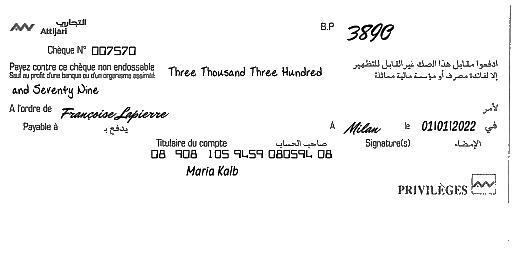 التجاري
Attijari
B.P 3890
Chèque N° 007570
Payez contre ce chèque non endossable
Seul au profit d'une banque ou d'un organisme assimilé
Three Thousand Three Hundred
ادفعوا مقابل هذا الصك غير القابل للتظهير
إلا لفائدة مصرف أو مؤسسة مالية مماثلة
and Seventy Nine
A l'ordre de Françoise Lapierre لأمر
Payable à يدفع بـ A Milan le 01/01/2022 في
Titulaire du compte صاحب الحساب Signature(s) الإمضاء
08 908 105 9459 080594 08
Maria Kalb
PRIVILÈGES